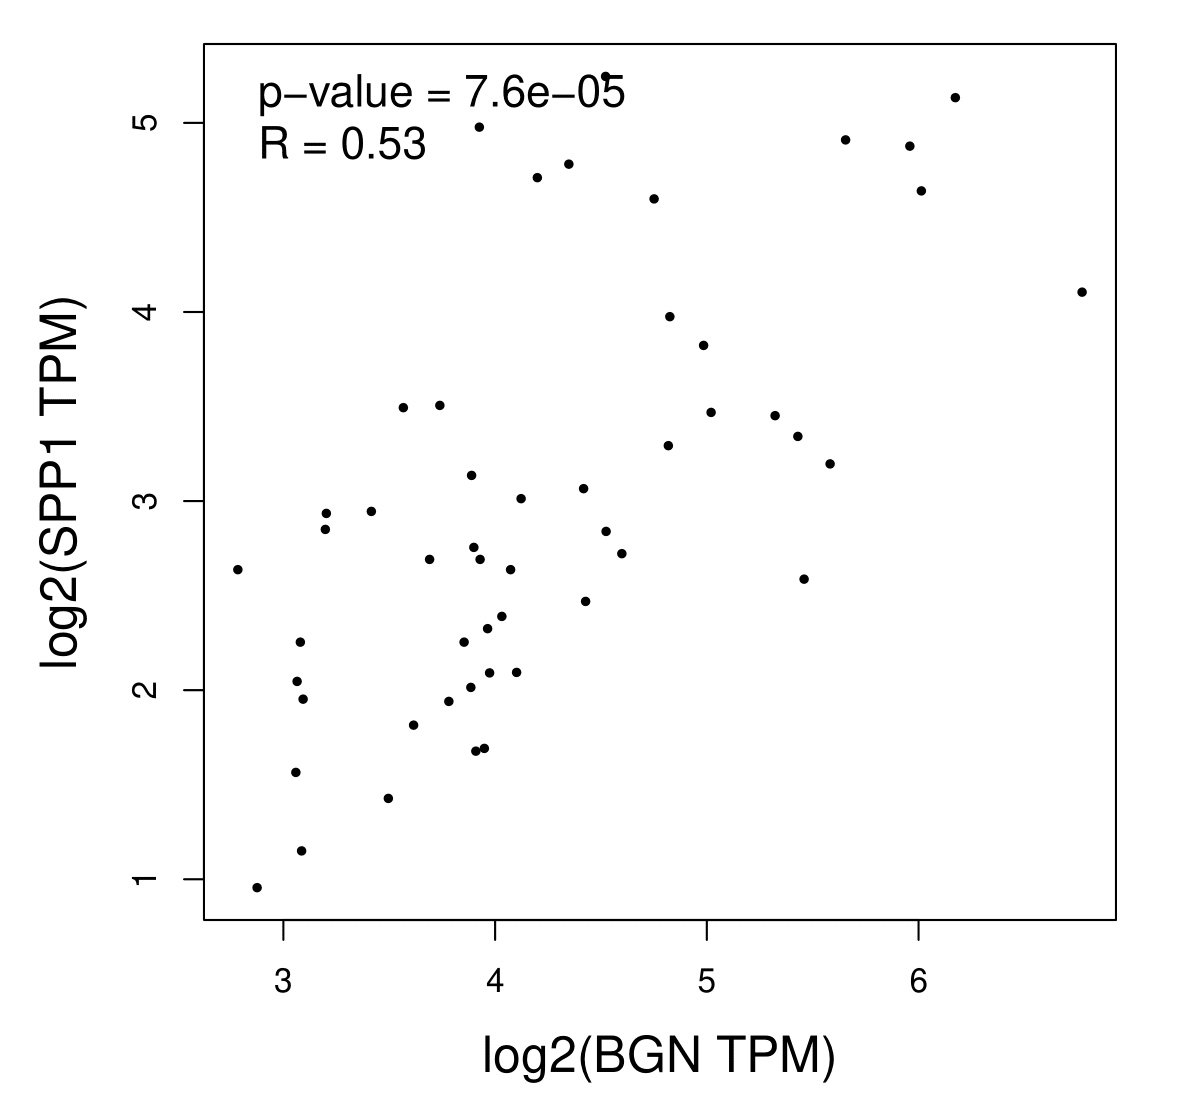 p−value = 7.6e−05
R = 0.53
log2(SPP1 TPM)
5
4
3
2
1
3
4
5
6
log2(BGN TPM)